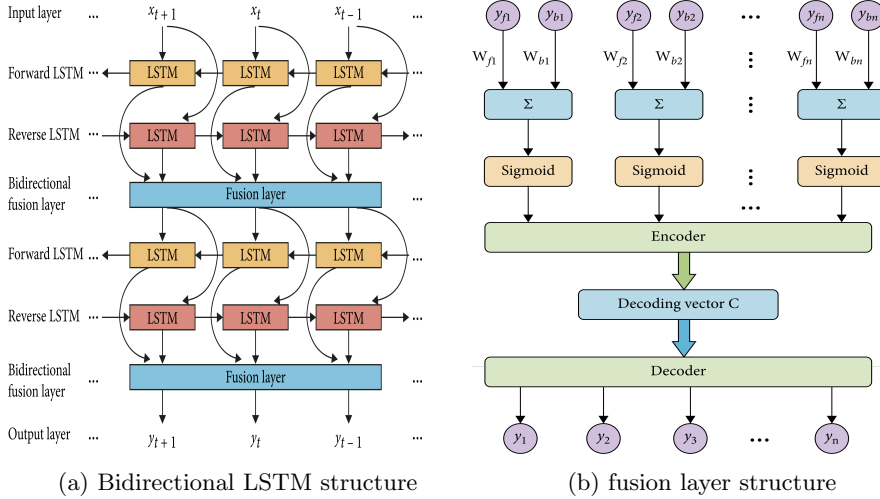 Input layer ... x_{t+1} x_t x_{t-1} ...
Forward LSTM ... LSTM LSTM LSTM ...
Reverse LSTM ... LSTM LSTM LSTM ...
Bidirectional
fusion layer ... Fusion layer ...
Forward LSTM ... LSTM LSTM LSTM ...
Reverse LSTM ... LSTM LSTM LSTM ...
Bidirectional
fusion layer ... Fusion layer ...
Output layer ... y_{t+1} y_t y_{t-1} ...
(a) Bidirectional LSTM structure
y_{f1} y_{b1} y_{f2} y_{b2} ... y_{fn} y_{bn}
W_{f1} W_{b1} W_{f2} W_{b2} W_{fn} W_{bn}
Σ Σ Σ
Sigmoid Sigmoid Sigmoid
...
Encoder
Decoding vector C
Decoder
y_1 y_2 y_3 ... y_n
(b) fusion layer structure